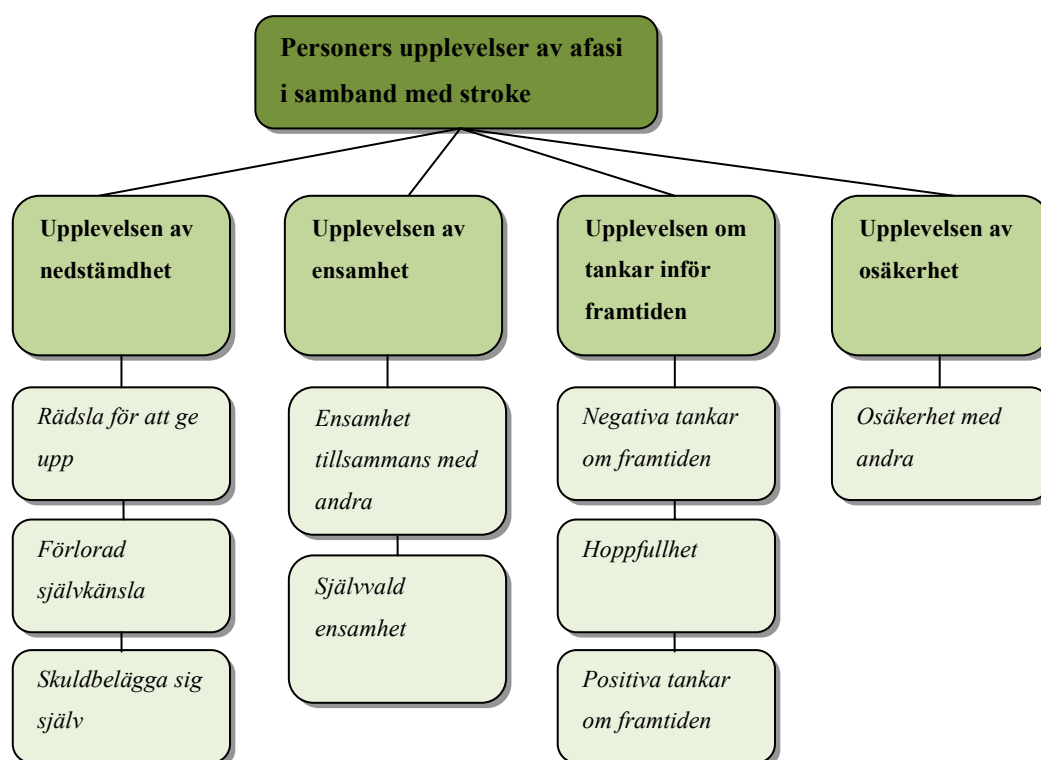 Personers upplevelser av afasi
i samband med stroke
Upplevelsen av
nedstämdhet
Upplevelsen av
ensamhet
Upplevelsen om
tankar inför
framtiden
Upplevelsen av
osäkerhet
Rädsla för att ge
upp
Förlorad
självkänsla
Skuldbelägga sig
själv
Ensamhet
tillsammans med
andra
Självvald
ensamhet
Negativa tankar
om framtiden
Hoppfullhet
Positiva tankar
om framtiden
Osäkerhet med
andra